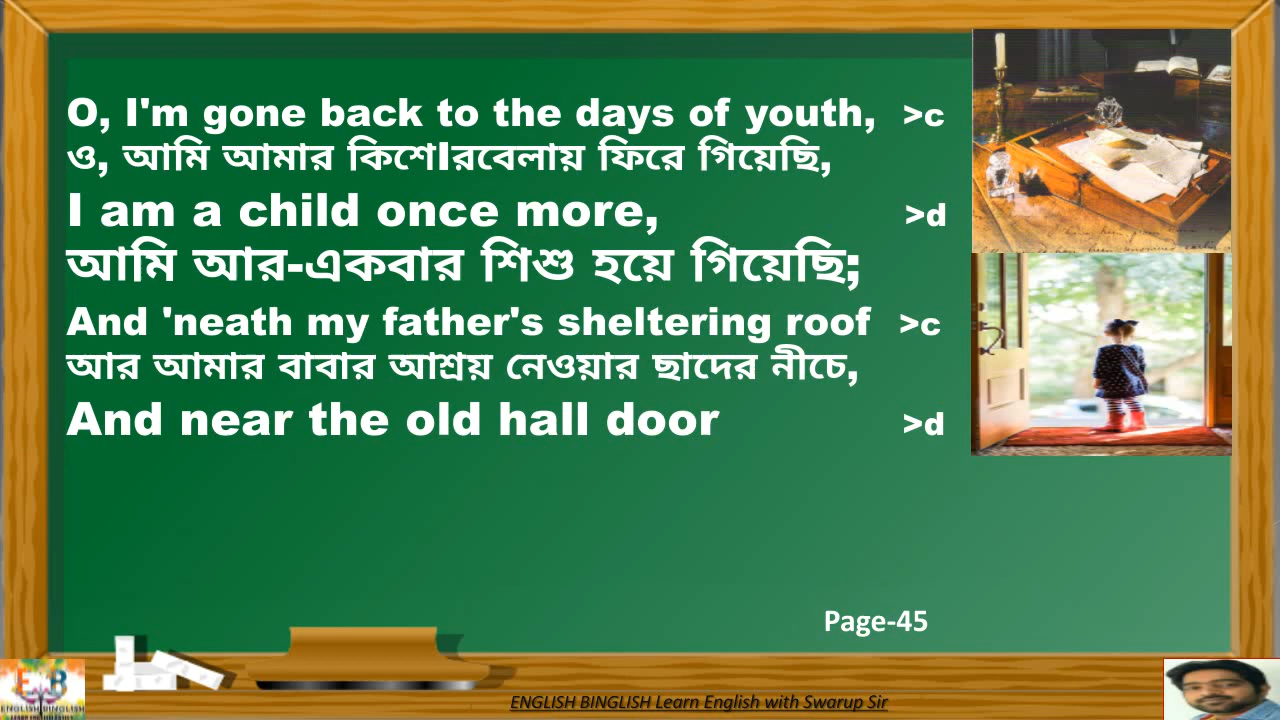 O, I'm gone back to the days of youth, >c
ও, আমি আমার কিশোরবেলায় ফিরে গিয়েছি,
I am a child once more, >d
আমি আর-একবার শিশু হয়ে গিয়েছি;
And 'neath my father's sheltering roof >c
আর আমার বাবার আশ্রয় নেওয়ার ছাদের নীচে,
And near the old hall door >d
Page-45
E B
ENGLISH BINGLISH
ENGLISH BINGLISH Learn English with Swarup Sir